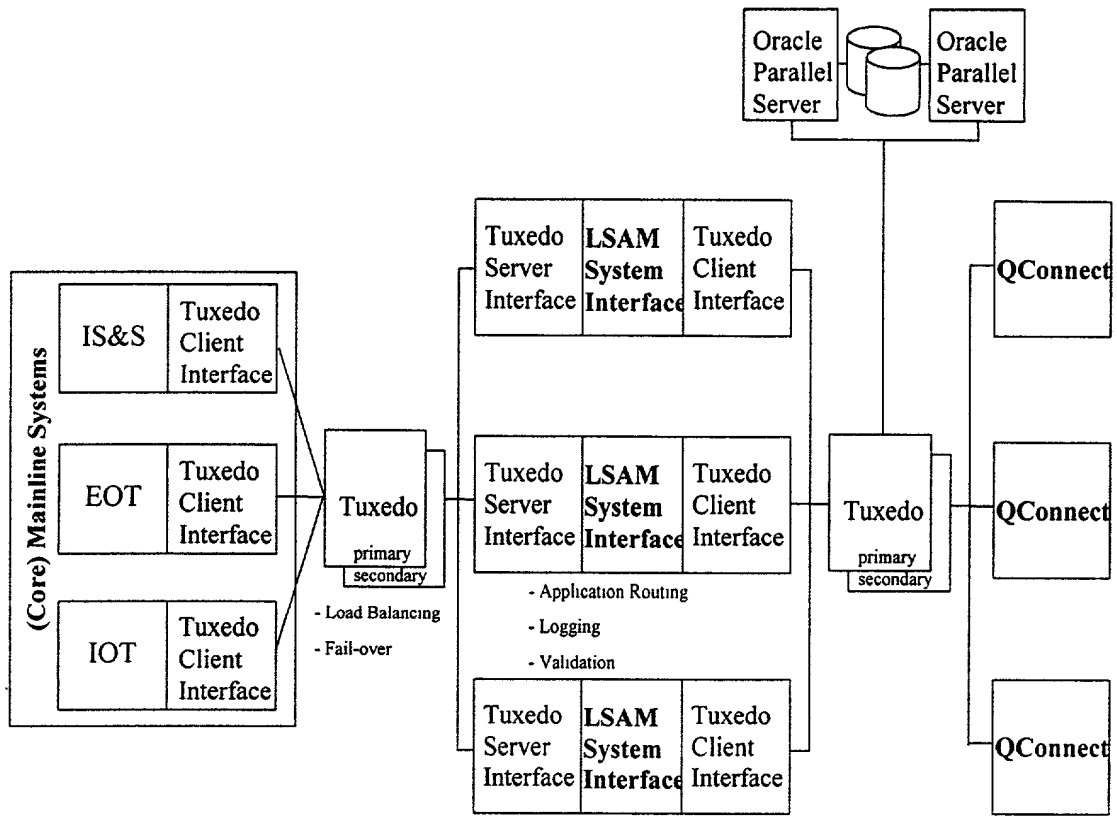 Oracle
Parallel
Server
Oracle
Parallel
Server
(Core) Mainline Systems
IS&S
Tuxedo
Client
Interface
EOT
Tuxedo
Client
Interface
IOT
Tuxedo
Client
Interface
Tuxedo
primary
secondary
- Load Balancing
- Fail-over
Tuxedo
Server
Interface
LSAM
System
Interface
Tuxedo
Client
Interface
Tuxedo
Server
Interface
LSAM
System
Interface
Tuxedo
Client
Interface
- Application Routing
- Logging
- Validation
Tuxedo
Server
Interface
LSAM
System
Interface
Tuxedo
Client
Interface
Tuxedo
primary
secondary
QConnect
QConnect
QConnect